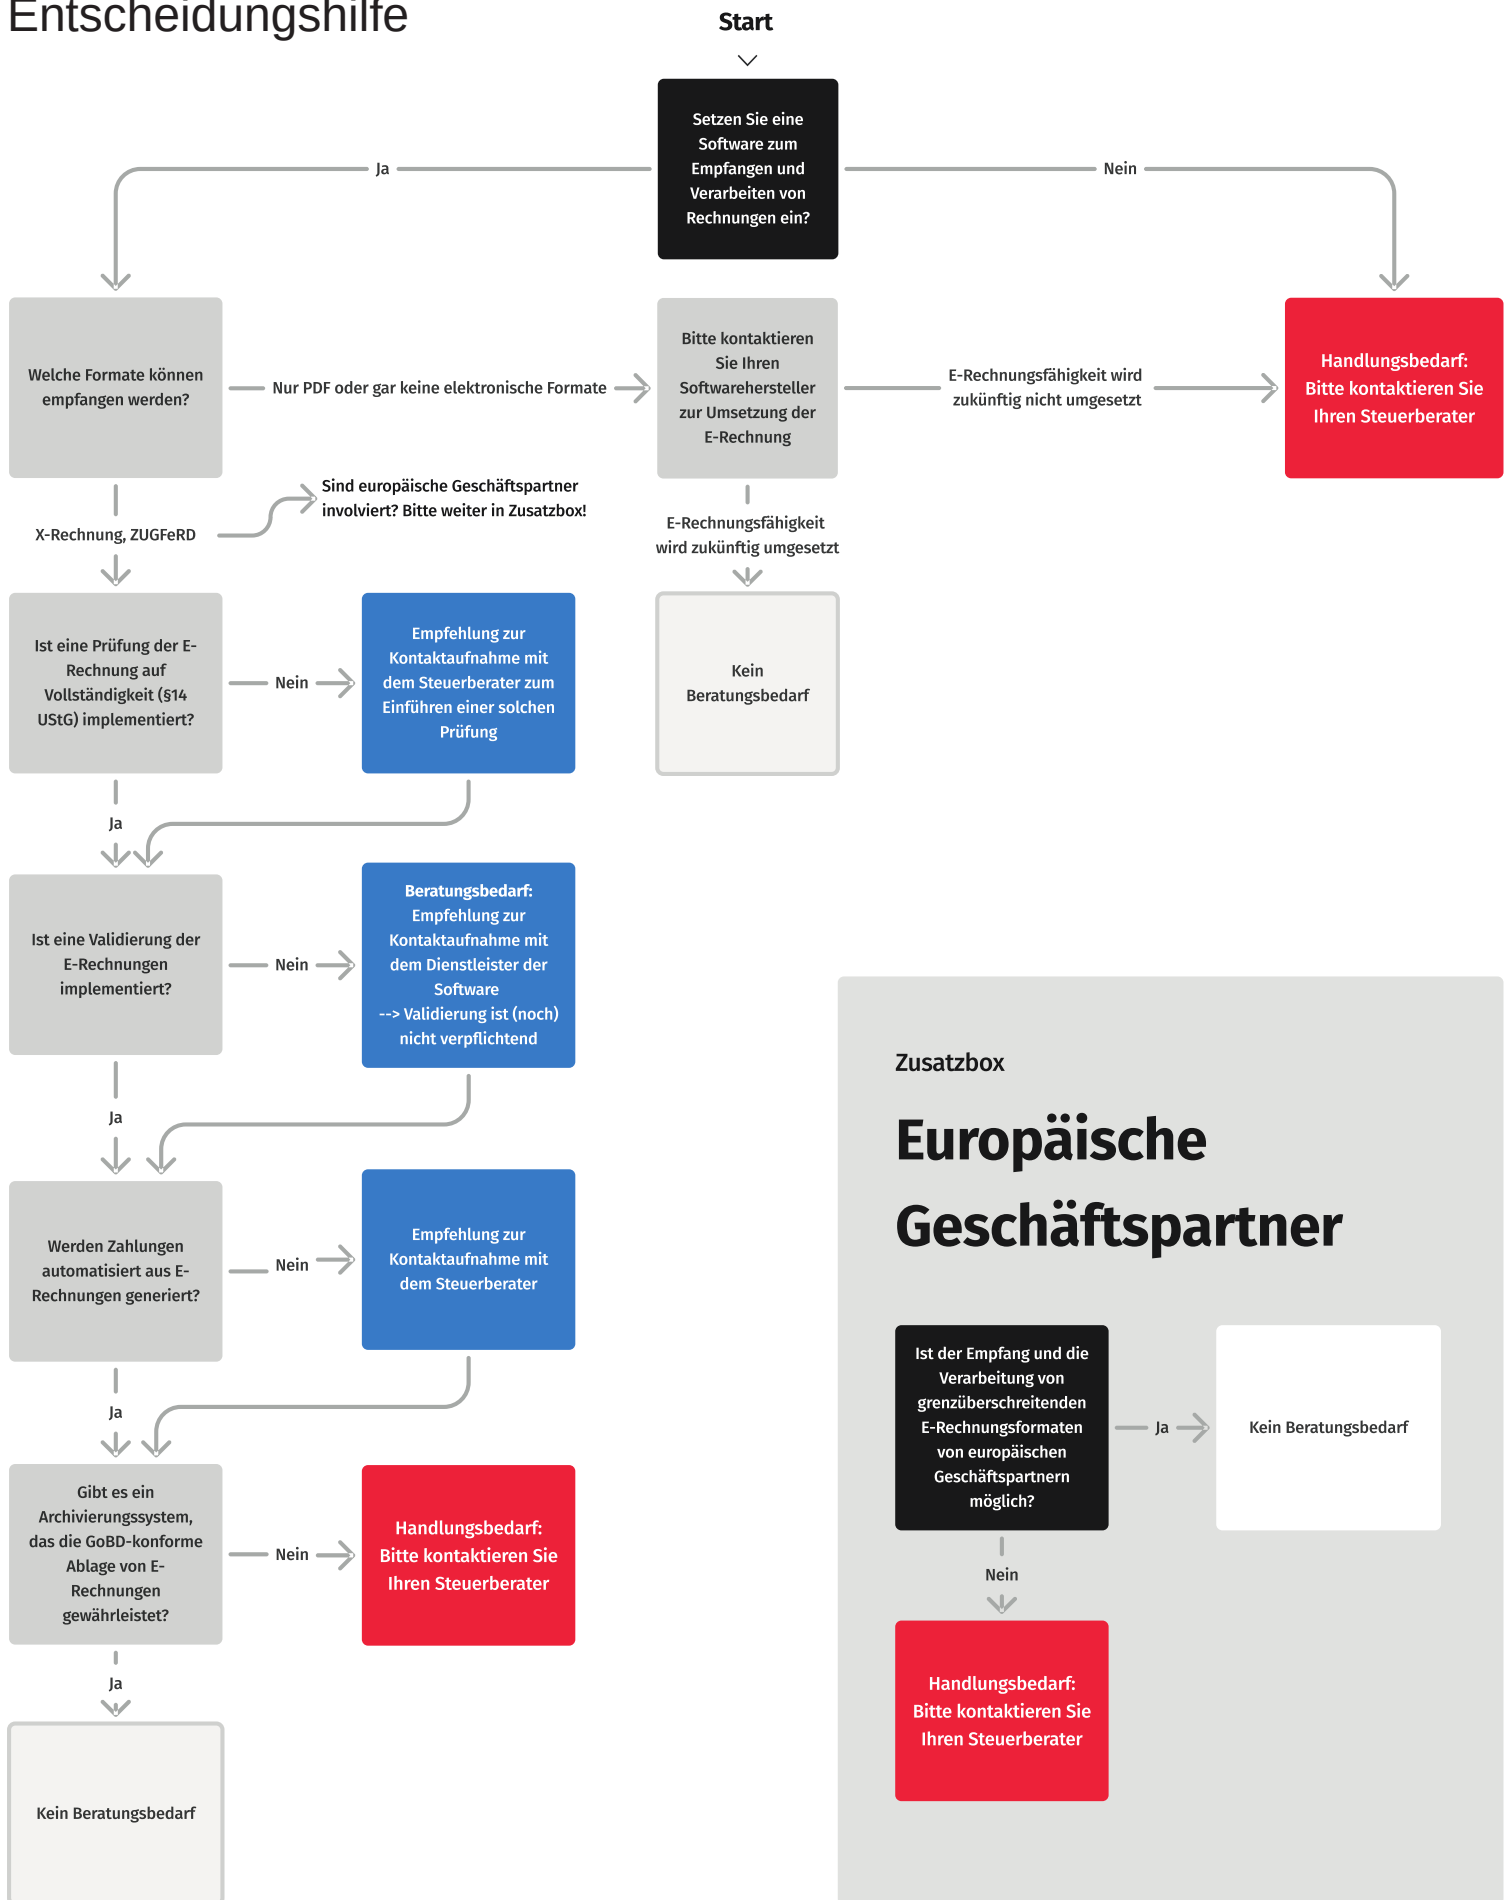 Entscheidungshilfe
Start
Setzen Sie eine
Software zum
Empfangen und
Verarbeiten von
Rechnungen ein?
Ja
Nein
Welche Formate können
empfangen werden?
Nur PDF oder gar keine elektronische Formate
Bitte kontaktieren
Sie Ihren
Softwarehersteller
zur Umsetzung der
E-Rechnung
E-Rechnungsfähigkeit wird
zukünftig nicht umgesetzt
Handlungsbedarf:
Bitte kontaktieren Sie
Ihren Steuerberater
X-Rechnung, ZUGFeRD
Sind europäische Geschäftspartner
involviert? Bitte weiter in Zusatzbox!
E-Rechnungsfähigkeit
wird zukünftig umgesetzt
Kein
Beratungsbedarf
Ist eine Prüfung der E-
Rechnung auf
Vollständigkeit (§14
UStG) implementiert?
Nein
Empfehlung zur
Kontaktaufnahme mit
dem Steuerberater zum
Einführen einer solchen
Prüfung
Ja
Ist eine Validierung der
E-Rechnungen
implementiert?
Nein
Beratungsbedarf:
Empfehlung zur
Kontaktaufnahme mit
dem Dienstleister der
Software
--> Validierung ist (noch)
nicht verpflichtend
Ja
Werden Zahlungen
automatisiert aus E-
Rechnungen generiert?
Nein
Empfehlung zur
Kontaktaufnahme mit
dem Steuerberater
Ja
Gibt es ein
Archivierungssystem,
das die GoBD-konforme
Ablage von E-
Rechnungen
gewährleistet?
Nein
Handlungsbedarf:
Bitte kontaktieren Sie
Ihren Steuerberater
Ja
Kein Beratungsbedarf
Zusatzbox
Europäische
Geschäftspartner
Ist der Empfang und die
Verarbeitung von
grenzüberschreitenden
E-Rechnungsformaten
von europäischen
Geschäftspartnern
möglich?
Ja
Kein Beratungsbedarf
Nein
Handlungsbedarf:
Bitte kontaktieren Sie
Ihren Steuerberater